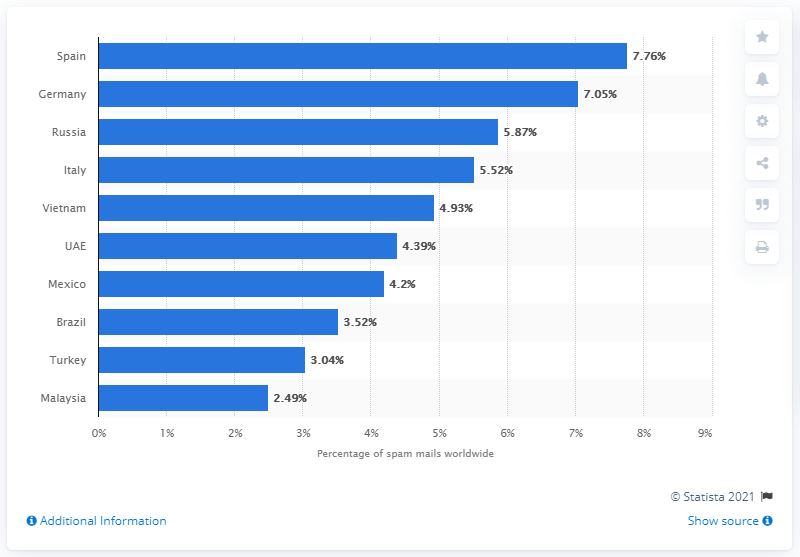 Spain 7.76%
Germany 7.05%
Russia 5.87%
Italy 5.52%
Vietnam 4.93%
UAE 4.39%
Mexico 4.2%
Brazil 3.52%
Turkey 3.04%
Malaysia 2.49%
0% 1% 2% 3% 4% 5% 6% 7% 8% 9%
Percentage of spam mails worldwide
© Statista 2021
Additional Information Show source